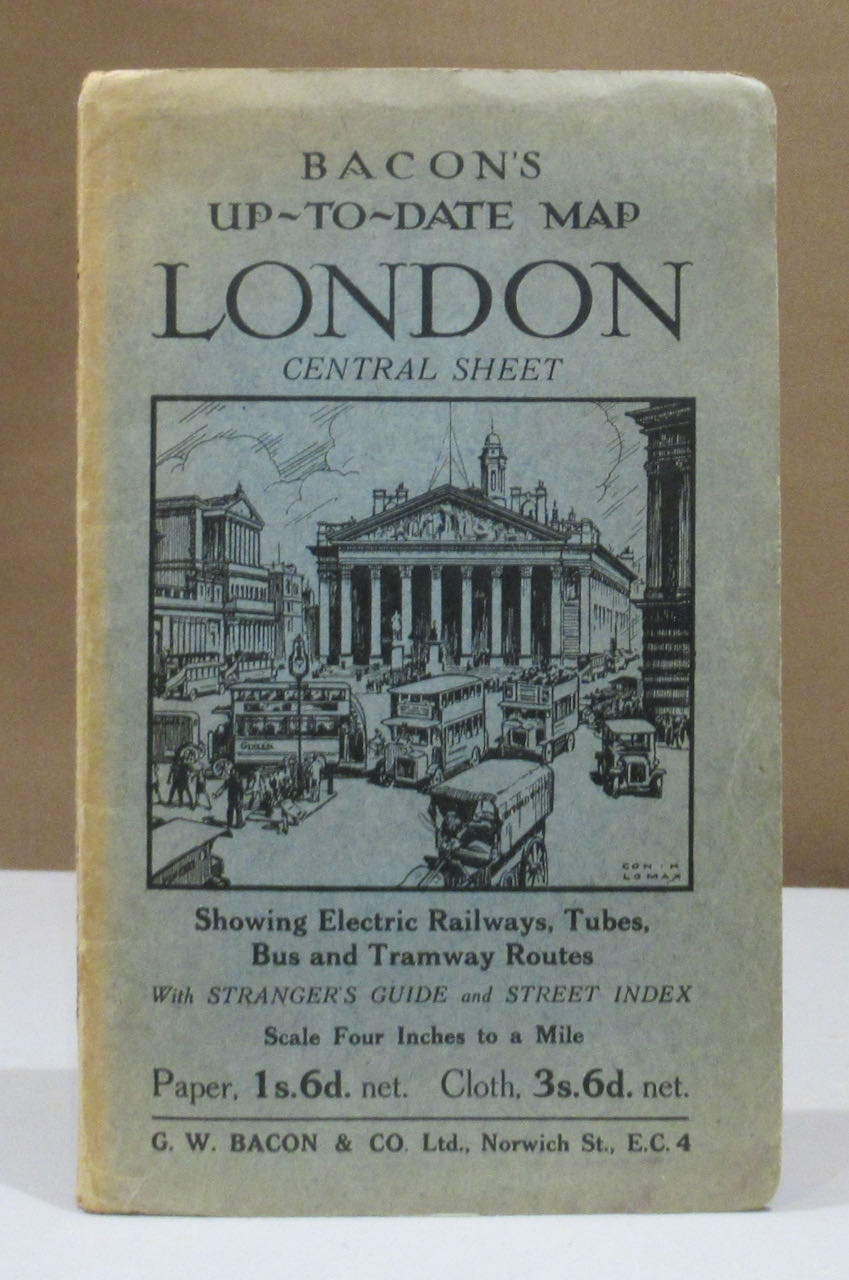 BACON'S
UP~TO~DATE MAP
LONDON
CENTRAL SHEET
CON · H
LOMAX
Showing Electric Railways, Tubes,
Bus and Tramway Routes
With STRANGER'S GUIDE and STREET INDEX
Scale Four Inches to a Mile
Paper, 1s.6d. net. Cloth, 3s.6d. net.
G. W. BACON & CO. Ltd., Norwich St., E.C. 4